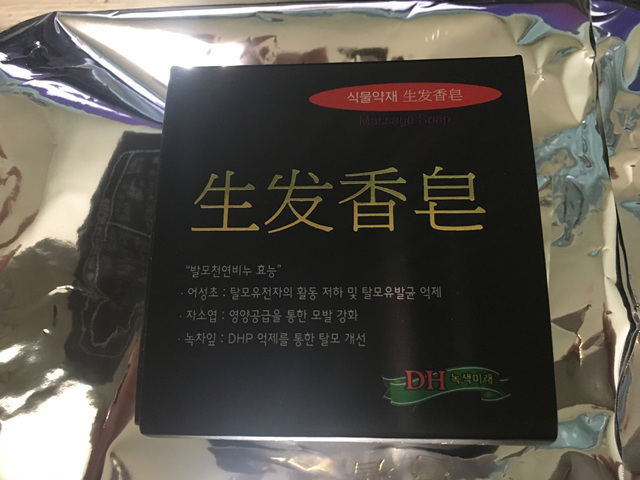 식물약재 生发香皂
Massage Soap
生发香皂
"발모천연비누 효능"
· 어성초 : 탈모유전자의 활동 저하 및 탈모유발균 억제
· 자소엽 : 영양공급을 통한 모발 강화
· 녹차잎 : DHP 억제를 통한 탈모 개선
DH 녹색미래